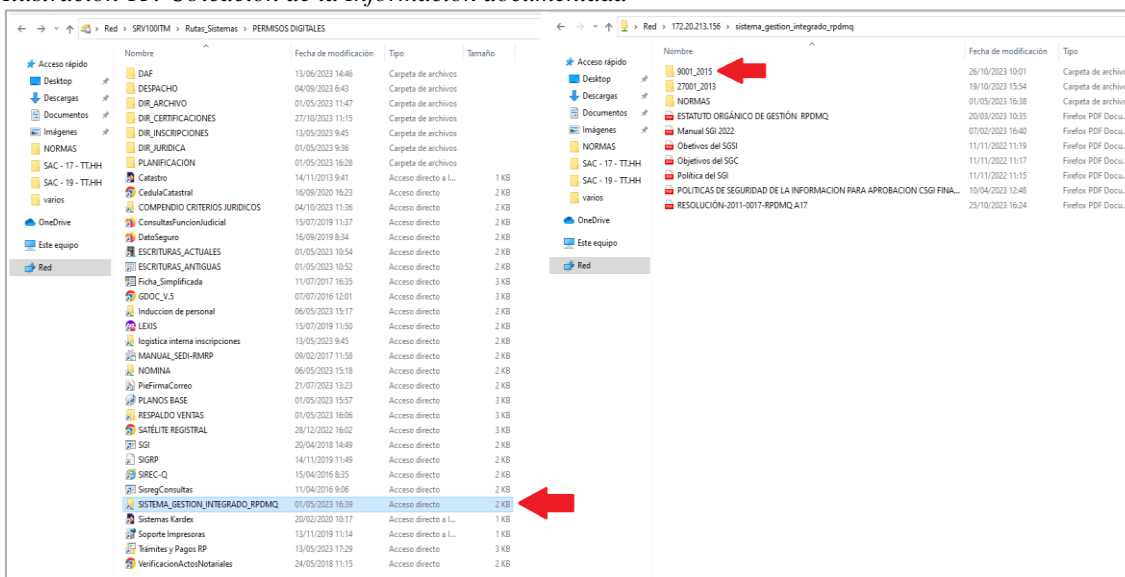 Red > SRV100ITM > Rutas_Sistemas > PERMISOS DIGITALES
Acceso rápido
Desktop
Descargas
Documentos
Imágenes
NORMAS
SAC - 17 - TT.HH
SAC - 19 - TT.HH
varios
OneDrive
Este equipo
Red
Nombre Fecha de modificación Tipo Tamaño
DAF 13/06/2023 14:46 Carpeta de archivos
DESPACHO 04/09/2023 6:43 Carpeta de archivos
DIR_ARCHIVO 01/05/2023 11:47 Carpeta de archivos
DIR_CERTIFICACIONES 27/10/2023 11:15 Carpeta de archivos
DIR_INSCRIPCIONES 13/05/2023 9:45 Carpeta de archivos
DIR_JURIDICA 01/05/2023 9:36 Carpeta de archivos
PLANIFICACION 01/05/2023 16:28 Carpeta de archivos
Catastro 14/11/2013 9:41 Acceso directo a l... 1 KB
CedulaCatastral 16/09/2020 16:23 Acceso directo 2 KB
COMPENDIO CRITERIOS JURIDICOS 04/10/2023 11:36 Acceso directo 2 KB
ConsultasFuncionJudicial 15/07/2019 11:37 Acceso directo 2 KB
DatoSeguro 16/09/2019 8:34 Acceso directo 2 KB
ESCRITURAS_ACTUALES 01/05/2023 10:54 Acceso directo 2 KB
ESCRITURAS_ANTIGUAS 01/05/2023 10:52 Acceso directo 2 KB
Ficha_Simplificada 11/07/2017 16:35 Acceso directo 3 KB
GDOC_V.5 07/07/2016 12:01 Acceso directo 3 KB
Induccion de personal 06/05/2023 15:17 Acceso directo 2 KB
LEXIS 15/07/2019 11:50 Acceso directo 2 KB
logistica interna inscripciones 13/05/2023 9:45 Acceso directo 2 KB
MANUAL_SEDI-RMRP 09/02/2017 11:58 Acceso directo 2 KB
NOMINA 06/05/2023 15:18 Acceso directo 2 KB
PieFirmaCorreo 21/07/2023 13:23 Acceso directo 2 KB
PLANOS BASE 01/05/2023 15:57 Acceso directo 3 KB
RESPALDO VENTAS 01/05/2023 16:06 Acceso directo 3 KB
SATÉLITE REGISTRAL 28/12/2022 16:02 Acceso directo 3 KB
SGI 20/04/2018 14:49 Acceso directo 2 KB
SIGRP 14/11/2019 11:49 Acceso directo 2 KB
SIREC-Q 15/04/2016 8:35 Acceso directo 2 KB
SisregConsultas 11/04/2016 9:06 Acceso directo 2 KB
SISTEMA_GESTION_INTEGRADO_RPDMQ 01/05/2023 16:39 Acceso directo 2 KB
Sistemas Kardex 20/02/2020 10:17 Acceso directo a l... 1 KB
Soporte Impresoras 13/11/2019 11:14 Acceso directo a l... 1 KB
Trámites y Pagos RP 13/05/2023 17:29 Acceso directo 3 KB
VerificacionActosNotariales 24/05/2018 11:15 Acceso directo 2 KB
Red > 172.20.213.156 > sistema_gestion_integrado_rpdmq
Acceso rápido
Desktop
Descargas
Documentos
Imágenes
NORMAS
SAC - 17 - TT.HH
SAC - 19 - TT.HH
varios
OneDrive
Este equipo
Red
Nombre Fecha de modificación Tipo
9001_2015 26/10/2023 10:01 Carpeta de archivo
27001_2013 19/10/2023 15:54 Carpeta de archivo
NORMAS 01/05/2023 16:38 Carpeta de archivo
ESTATUTO ORGÁNICO DE GESTIÓN RPDMQ 20/03/2023 10:35 Firefox PDF Docu..
Manual SGI 2022 07/02/2023 16:40 Firefox PDF Docu..
Obetivos del SGSI 11/11/2022 11:19 Firefox PDF Docu..
Objetivos del SGC 11/11/2022 11:17 Firefox PDF Docu..
Política del SGI 11/11/2022 11:15 Firefox PDF Docu..
POLITICAS DE SEGURIDAD DE LA INFORMACION PARA APROBACION CSGI FINA... 10/04/2023 12:48 Firefox PDF Docu..
RESOLUCIÓN-2011-0017-RPDMQ A17 25/10/2023 16:24 Firefox PDF Docu..